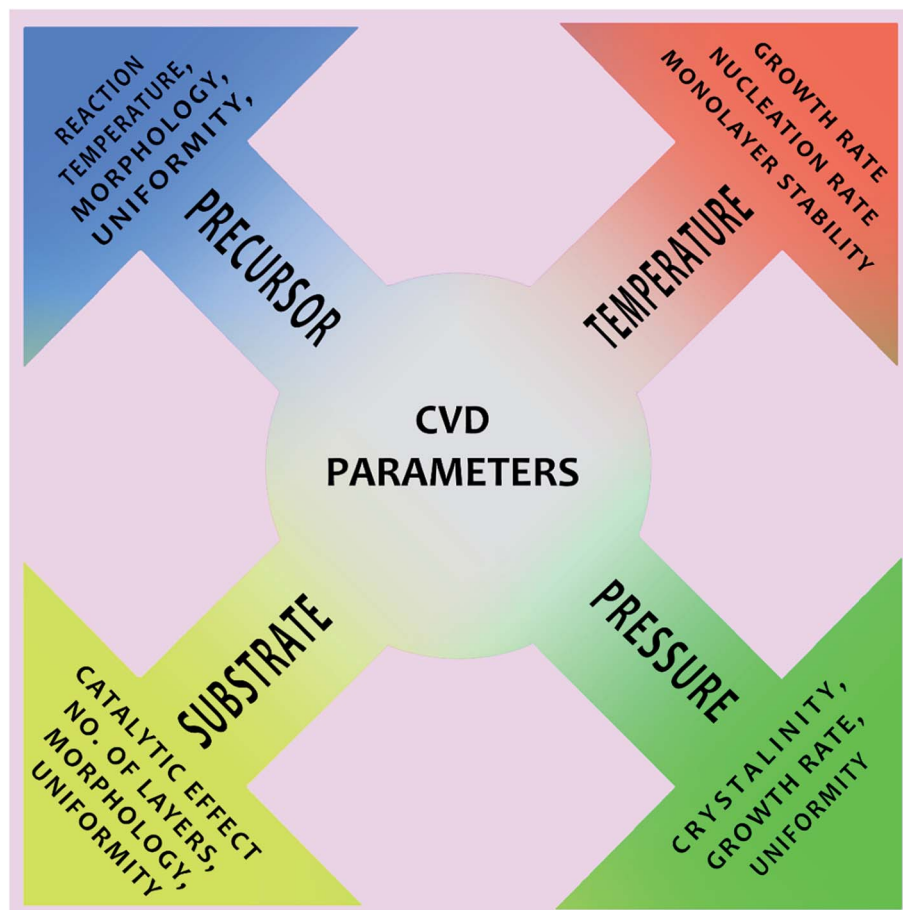 REACTION
TEMPERATURE,
MORPHOLOGY,
UNIFORMITY,
PRECURSOR
GROWTH RATE
NUCLEATION RATE
MONOLAYER STABILITY
TEMPERATURE
CVD
PARAMETERS
SUBSTRATE
CATALYTIC EFFECT
NO. OF LAYERS,
MORPHOLOGY,
UNIFORMITY
PRESSURE
CRYSTALINITY,
GROWTH RATE,
UNIFORMITY